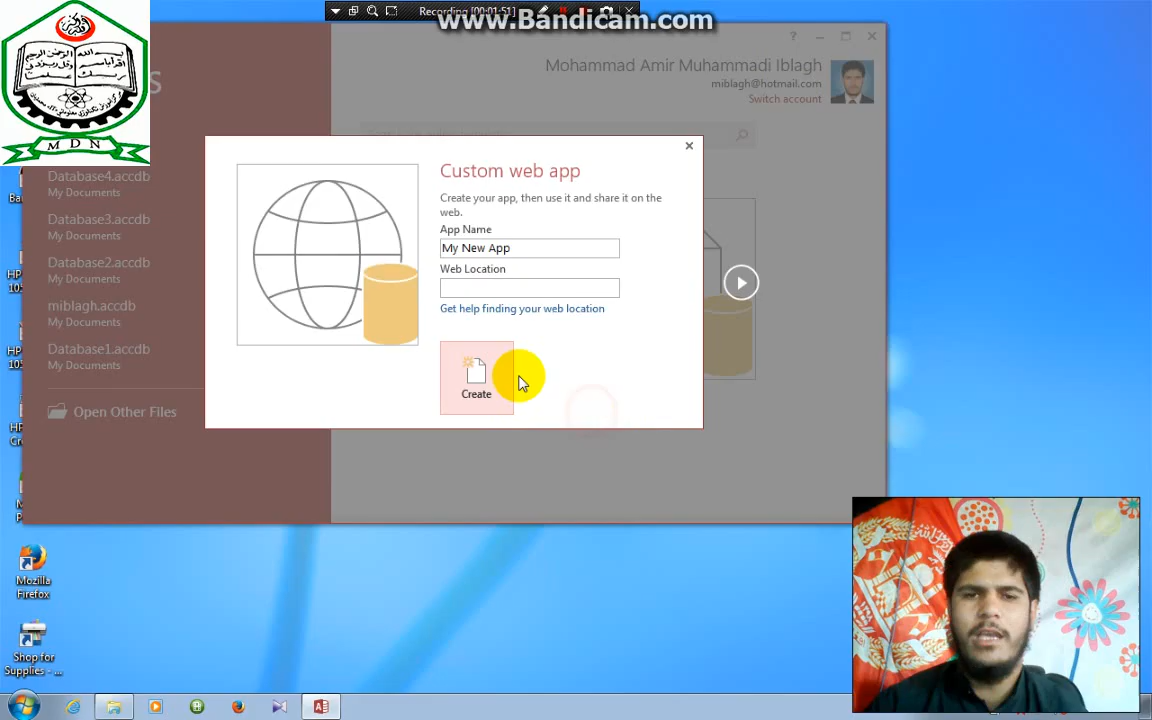 Recording [00:01:51]
www.Bandicam.com
Mohammad Amir Muhammadi Iblagh
miblagh@hotmail.com
Switch account
M D N
Database4.accdb
My Documents
Database3.accdb
My Documents
Database2.accdb
My Documents
miblagh.accdb
My Documents
Database1.accdb
My Documents
Open Other Files
Custom web app
Create your app, then use it and share it on the
web.
App Name
My New App
Web Location
Get help finding your web location
Create
Mozilla
Firefox
Shop for
Supplies - ...